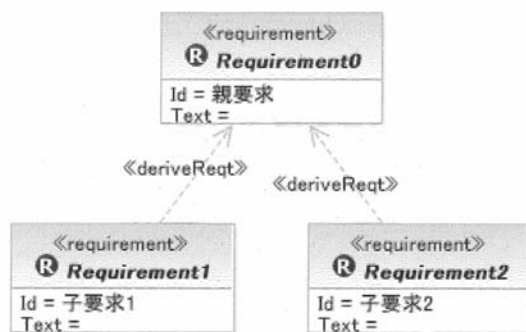 ≪requirement≫
R Requirement0
Id = 親要求
Text =
≪deriveReqt≫
≪deriveReqt≫
≪requirement≫
R Requirement1
Id = 子要求1
Text =
≪requirement≫
R Requirement2
Id = 子要求2
Text =